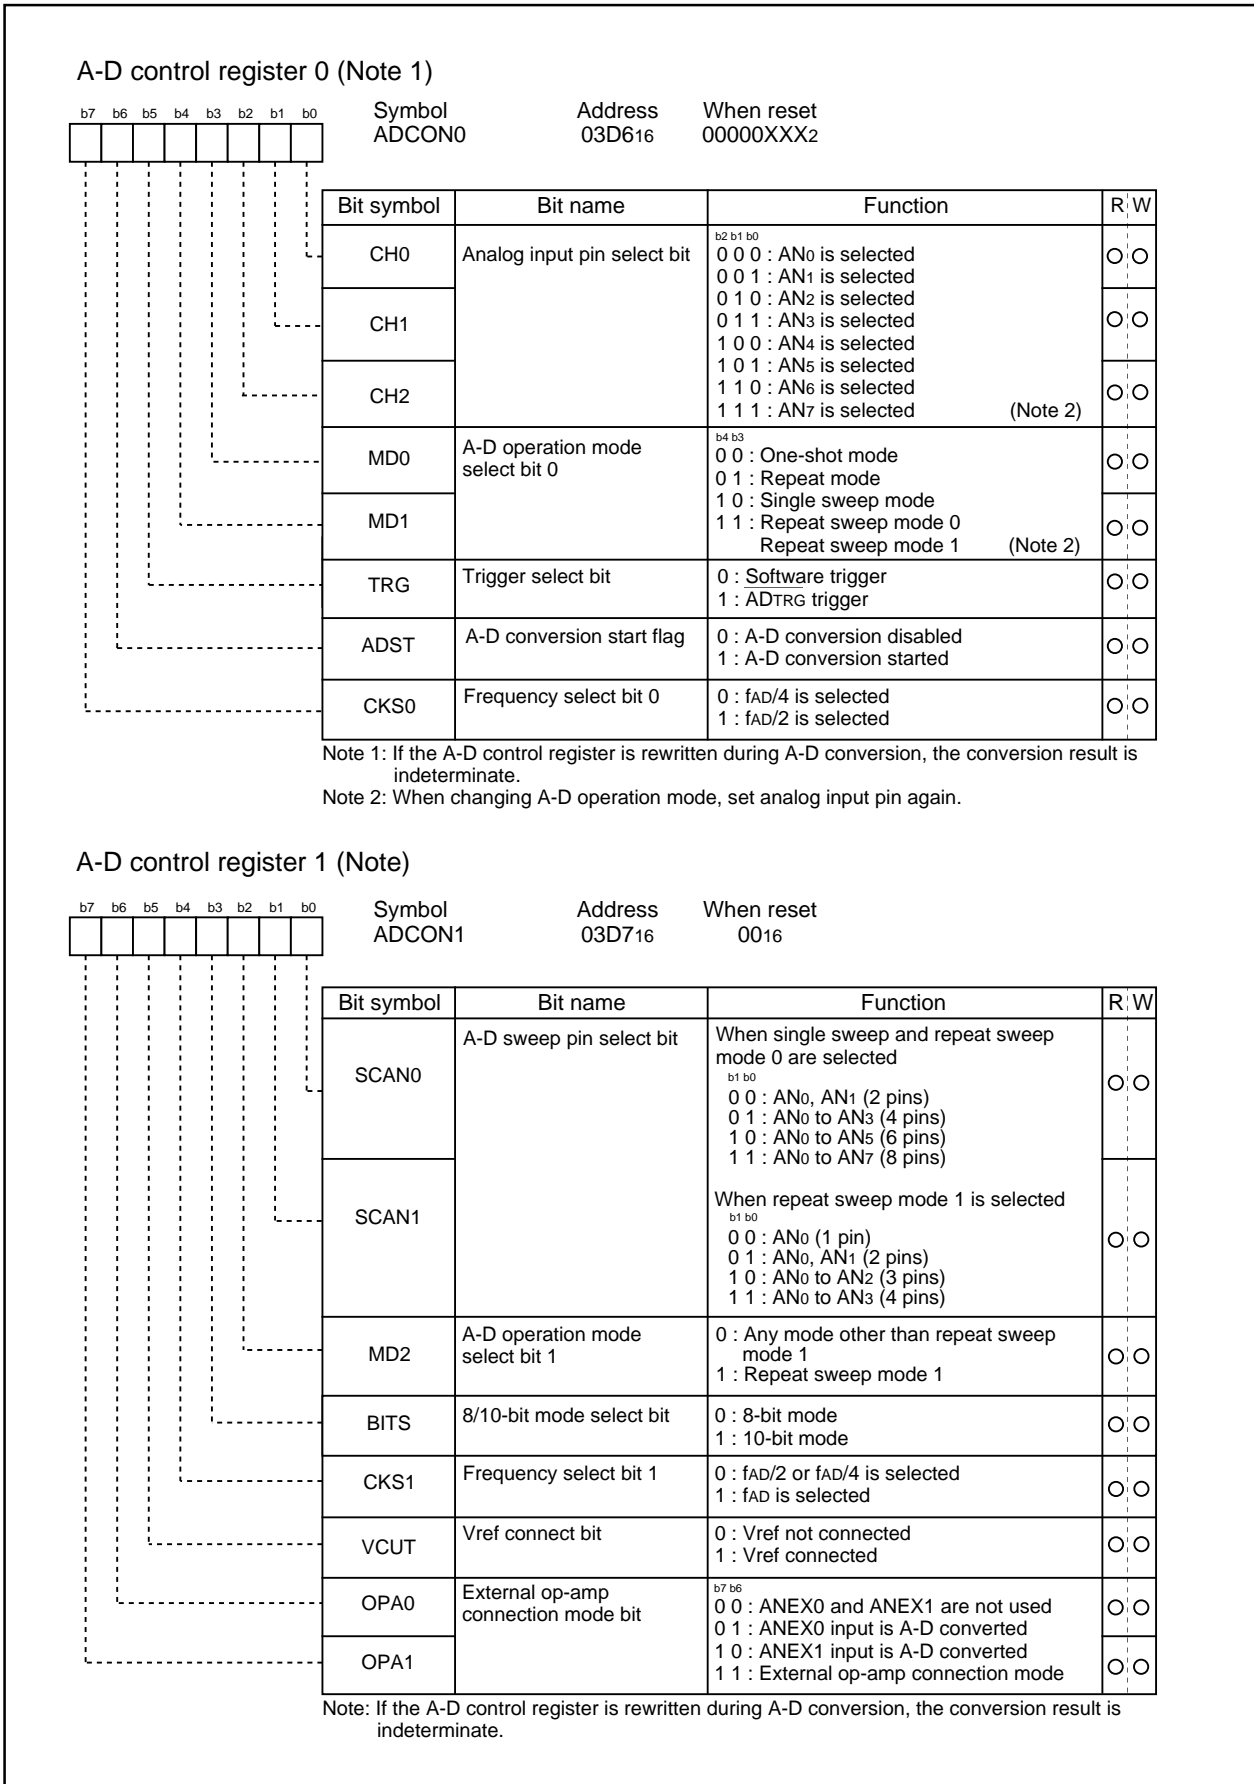 A-D control register 0 (Note 1)
b7 b6 b5 b4 b3 b2 b1 b0
Symbol Address When reset
ADCON0 03D616 00000XXX2
Bit symbol Bit name Function R W
CH0 Analog input pin select bit
b2 b1 b0
0 0 0 : AN0 is selected
0 0 1 : AN1 is selected
0 1 0 : AN2 is selected
CH1
0 1 1 : AN3 is selected
1 0 0 : AN4 is selected
1 0 1 : AN5 is selected
CH2
1 1 0 : AN6 is selected
1 1 1 : AN7 is selected (Note 2)
MD0 A-D operation mode
select bit 0
b4 b3
0 0 : One-shot mode
0 1 : Repeat mode
1 0 : Single sweep mode
MD1
1 1 : Repeat sweep mode 0
Repeat sweep mode 1 (Note 2)
TRG Trigger select bit
0 : Software trigger
1 : ADTRG trigger
ADST A-D conversion start flag
0 : A-D conversion disabled
1 : A-D conversion started
CKS0 Frequency select bit 0
0 : fAD/4 is selected
1 : fAD/2 is selected
Note 1: If the A-D control register is rewritten during A-D conversion, the conversion result is
indeterminate.
Note 2: When changing A-D operation mode, set analog input pin again.
A-D control register 1 (Note)
b7 b6 b5 b4 b3 b2 b1 b0
Symbol Address When reset
ADCON1 03D716 0016
Bit symbol Bit name Function R W
SCAN0 A-D sweep pin select bit
When single sweep and repeat sweep
mode 0 are selected
b1 b0
0 0 : AN0, AN1 (2 pins)
0 1 : AN0 to AN3 (4 pins)
1 0 : AN0 to AN5 (6 pins)
1 1 : AN0 to AN7 (8 pins)
SCAN1
When repeat sweep mode 1 is selected
b1 b0
0 0 : AN0 (1 pin)
0 1 : AN0, AN1 (2 pins)
1 0 : AN0 to AN2 (3 pins)
1 1 : AN0 to AN3 (4 pins)
MD2 A-D operation mode
select bit 1
0 : Any mode other than repeat sweep
mode 1
1 : Repeat sweep mode 1
BITS 8/10-bit mode select bit
0 : 8-bit mode
1 : 10-bit mode
CKS1 Frequency select bit 1
0 : fAD/2 or fAD/4 is selected
1 : fAD is selected
VCUT Vref connect bit
0 : Vref not connected
1 : Vref connected
OPA0 External op-amp
connection mode bit
b7 b6
0 0 : ANEX0 and ANEX1 are not used
0 1 : ANEX0 input is A-D converted
OPA1
1 0 : ANEX1 input is A-D converted
1 1 : External op-amp connection mode
Note: If the A-D control register is rewritten during A-D conversion, the conversion result is
indeterminate.